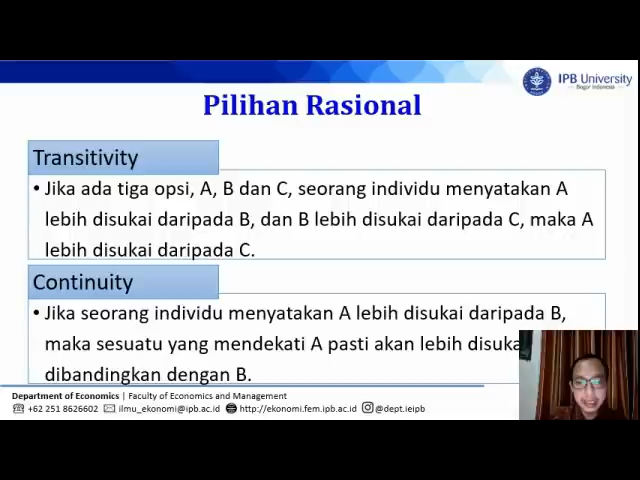 IPB University
Bogor Indonesia
Pilihan Rasional
Transitivity
• Jika ada tiga opsi, A, B dan C, seorang individu menyatakan A
lebih disukai daripada B, dan B lebih disukai daripada C, maka A
lebih disukai daripada C.
Continuity
• Jika seorang individu menyatakan A lebih disukai daripada B,
maka sesuatu yang mendekati A pasti akan lebih
dibandingkan dengan B.
Department of Economics | Faculty of Economics and Management
+62 251 8626602 ilmu_ekonomi@ipb.ac.id http://ekonomi.fem.ipb.ac.id @dept.ieipb